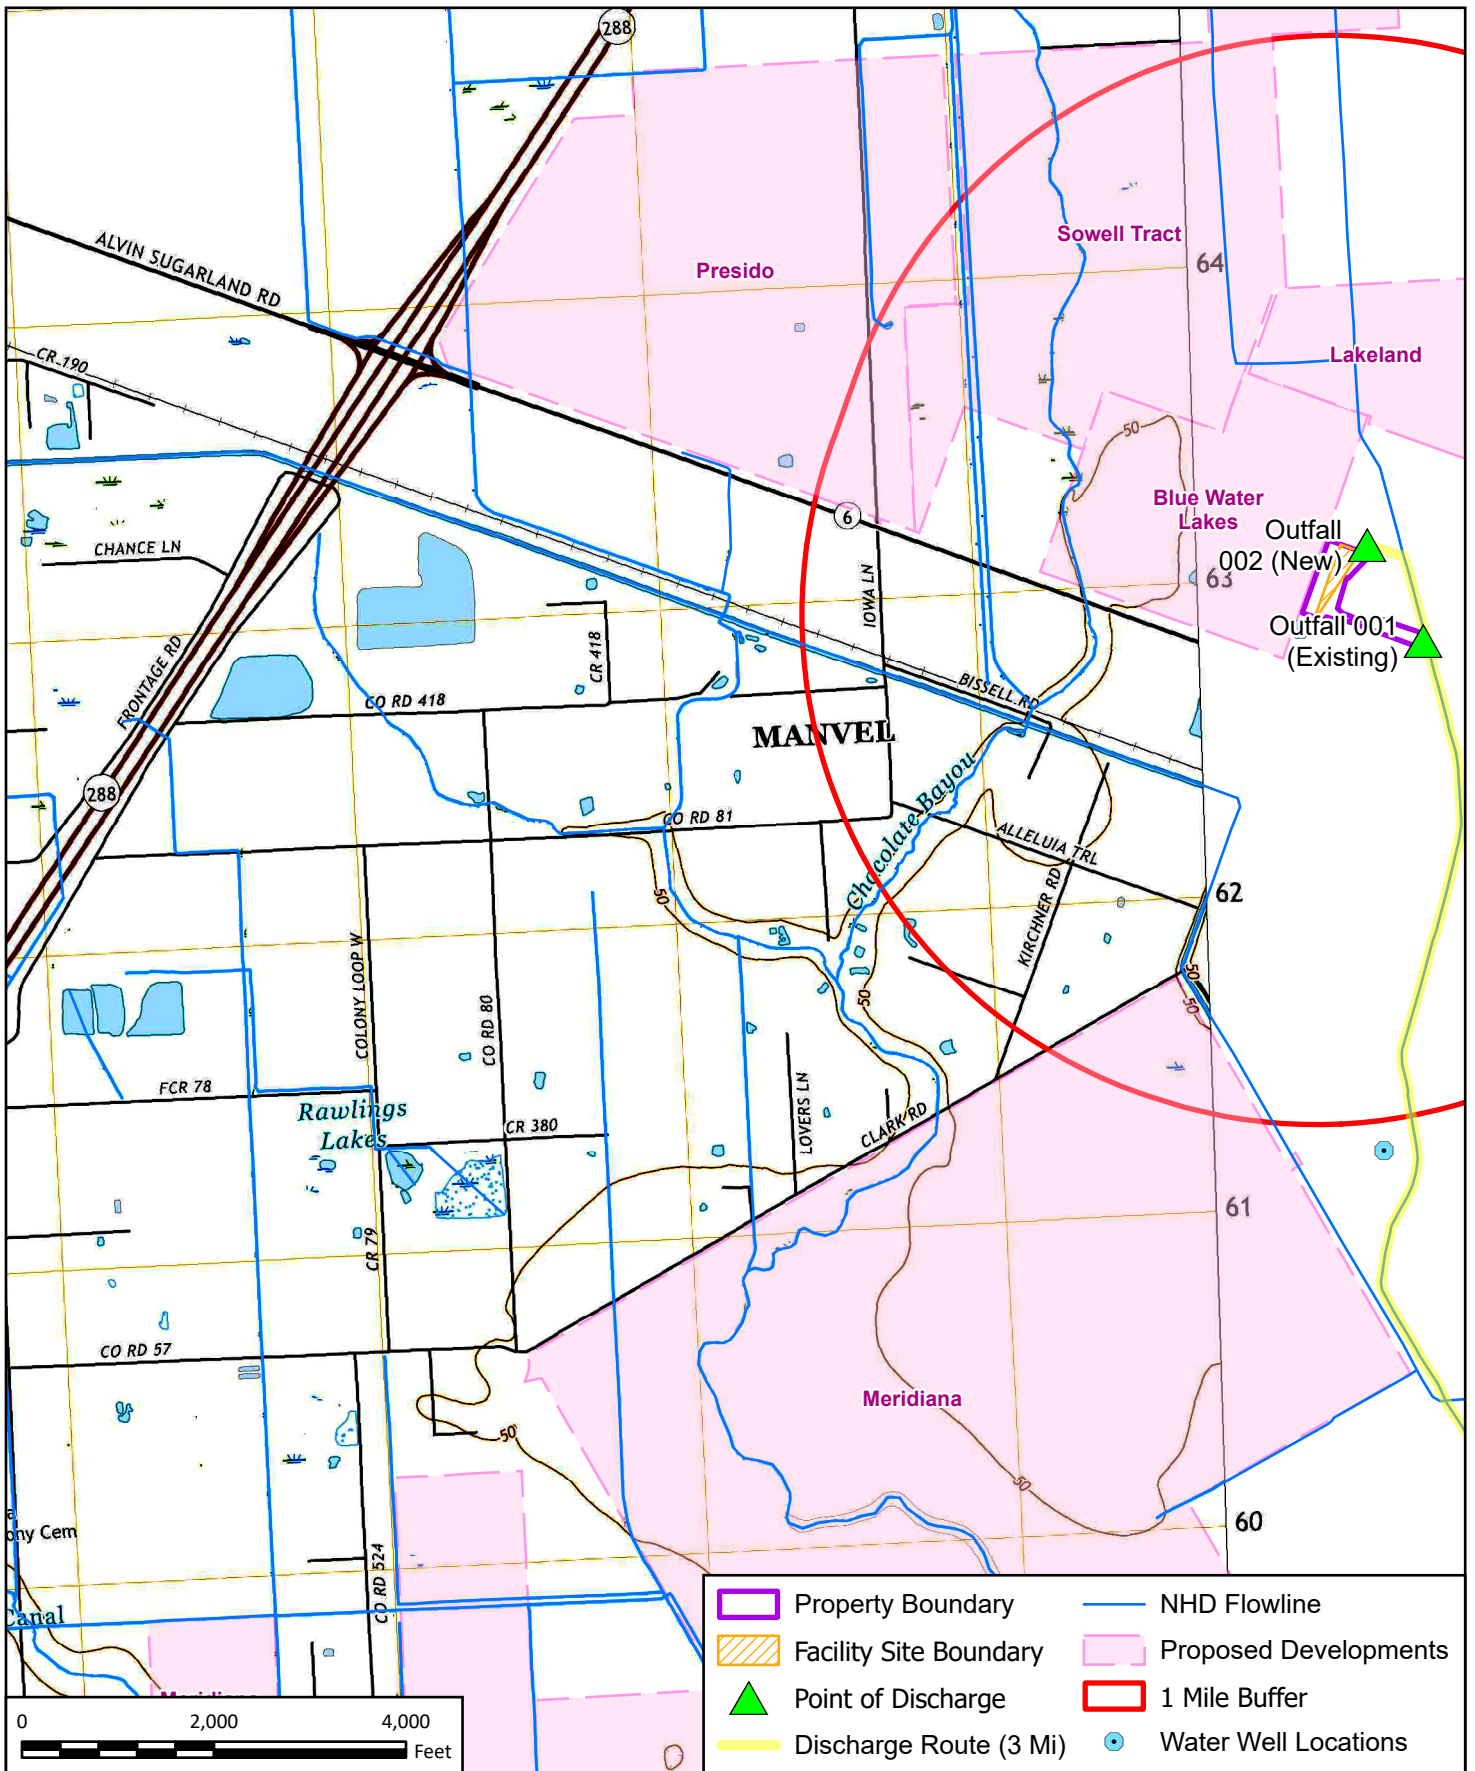 288
ALVIN SUGARLAND RD
Sowell Tract
64
Presido
Lakeland
CR 190
50
Blue Water
Lakes
Outfall
002 (New)
6
CHANCE LN
63
IOWA LN
Outfall 001
(Existing)
CR 418
FRONTAGE RD
BISSELL RD
CO RD 418
MANVEL
288
Chocolate Bayou
CO RD 81
ALLELUIA TRL
50
62
KIRCHNER RD
COLONY LOOP W
50
50
50
CO RD 80
FCR 78
LOVERS LN
Rawlings
Lakes
CR 380
CLARK RD
61
CR 79
CO RD 57
Meridiana
50
50
60
ony Cem
CO RD 524
Canal
Meridiana
0 2,000 4,000
Feet
Property Boundary
Facility Site Boundary
Point of Discharge
Discharge Route (3 Mi)
NHD Flowline
Proposed Developments
1 Mile Buffer
Water Well Locations